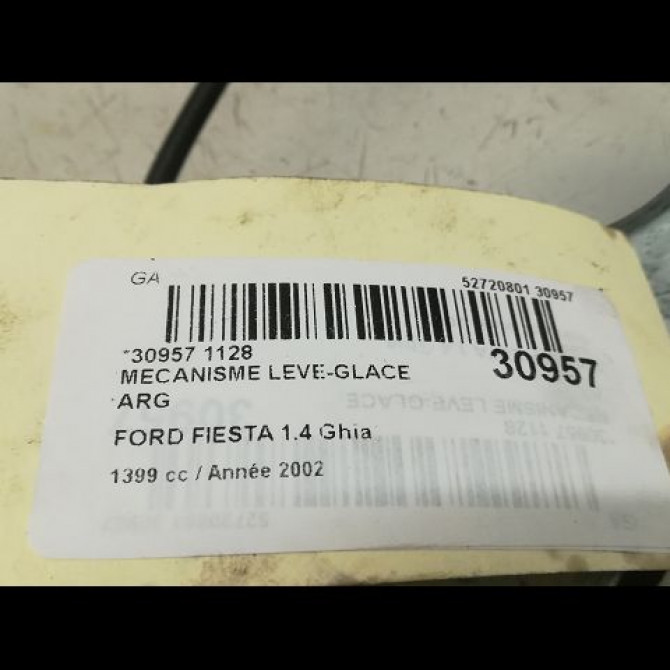 GA
52720801 30957
*30957 1128
30957
MECANISME LEVE-GLACE
ARG
FORD FIESTA 1.4 Ghia
1399 cc / Année 2002